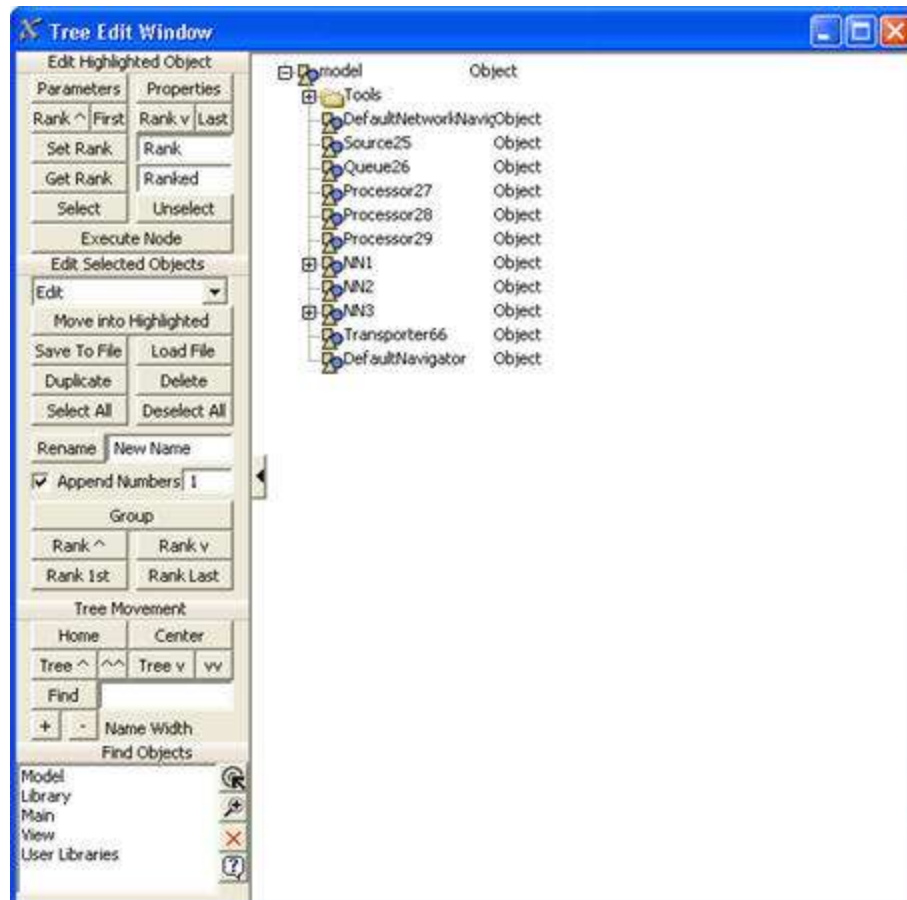 Tree Edit Window
Edit Highlighted Object
Parameters Properties
Rank ^ First Rank v Last
Set Rank Rank
Get Rank Ranked
Select Unselect
Execute Node
Edit Selected Objects
Edit
Move into Highlighted
Save To File Load File
Duplicate Delete
Select All Deselect All
Rename New Name
Append Numbers 1
Group
Rank ^ Rank v
Rank 1st Rank Last
Tree Movement
Home Center
Tree ^ ^^ Tree v vv
Find
+ - Name Width
Find Objects
Model
Library
Main
View
User Libraries
model Object
Tools
DefaultNetworkNavig Object
Source25 Object
Queue26 Object
Processor27 Object
Processor28 Object
Processor29 Object
NN1 Object
NN2 Object
NN3 Object
Transporter66 Object
DefaultNavigator Object